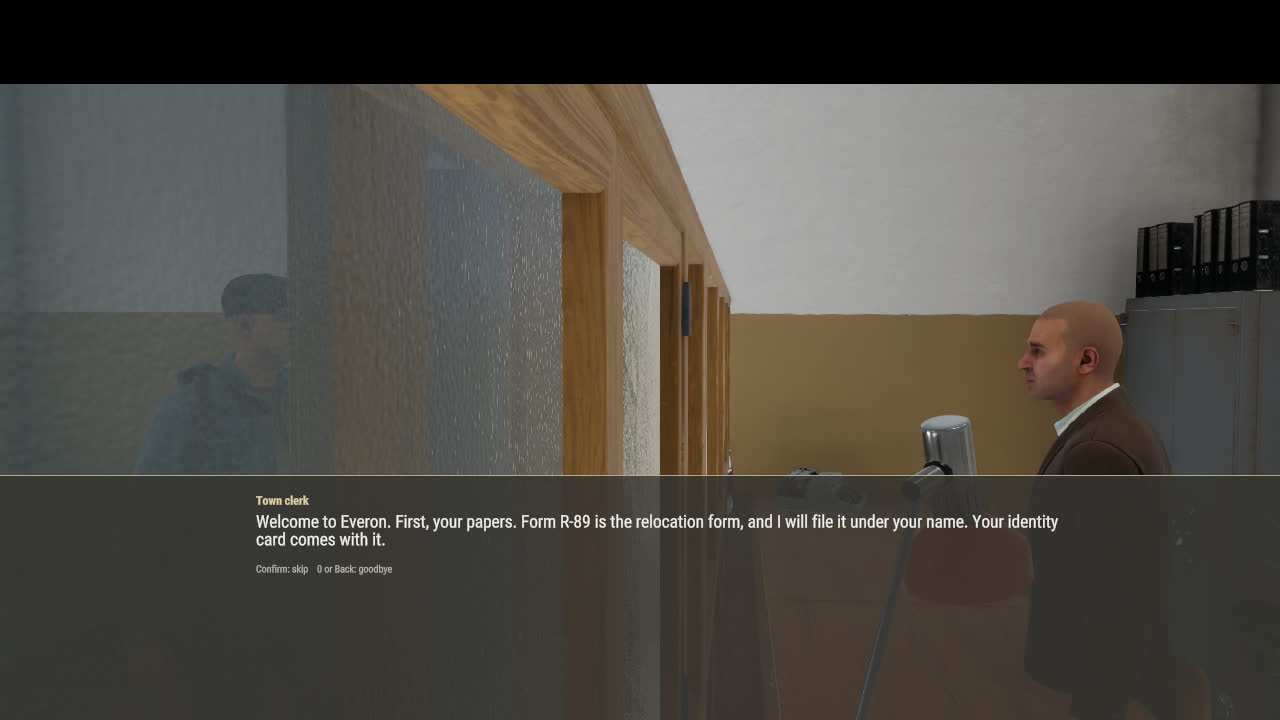 Town clerk
Welcome to Everon. First, your papers. Form R-89 is the relocation form, and I will file it under your name. Your identity
card comes with it.
Confirm: skip 0 or Back: goodbye